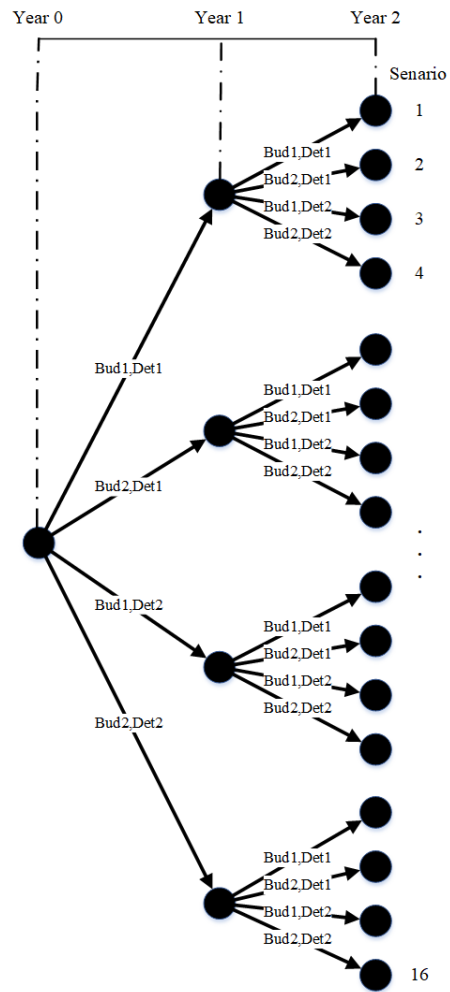 Year 0 Year 1 Year 2
Senario
1
Bud1,Det1
2
Bud2,Det1
3
Bud1,Det2
Bud2,Det2
4
Bud1,Det1
Bud1,Det1
Bud2,Det1
Bud1,Det2
Bud2,Det2
Bud2,Det1
. . .
Bud1,Det2
Bud1,Det1
Bud2,Det1
Bud1,Det2
Bud2,Det2
Bud2,Det2
Bud1,Det1
Bud2,Det1
Bud1,Det2
Bud2,Det2
16